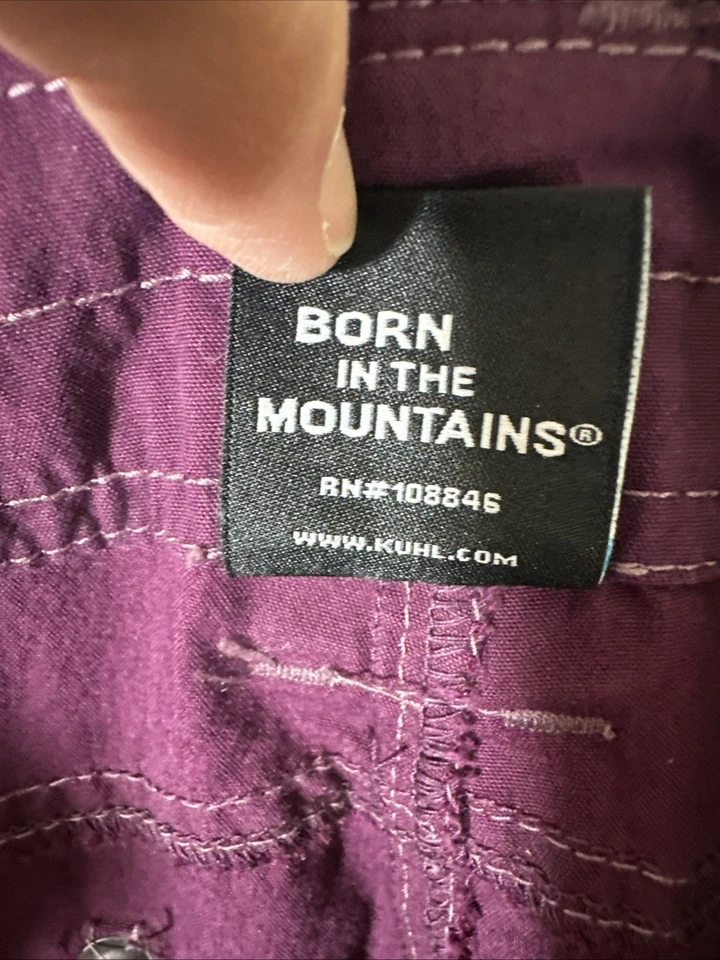 BORN
IN THE
MOUNTAINS®
RN#108846
WWW.KUHL.COM